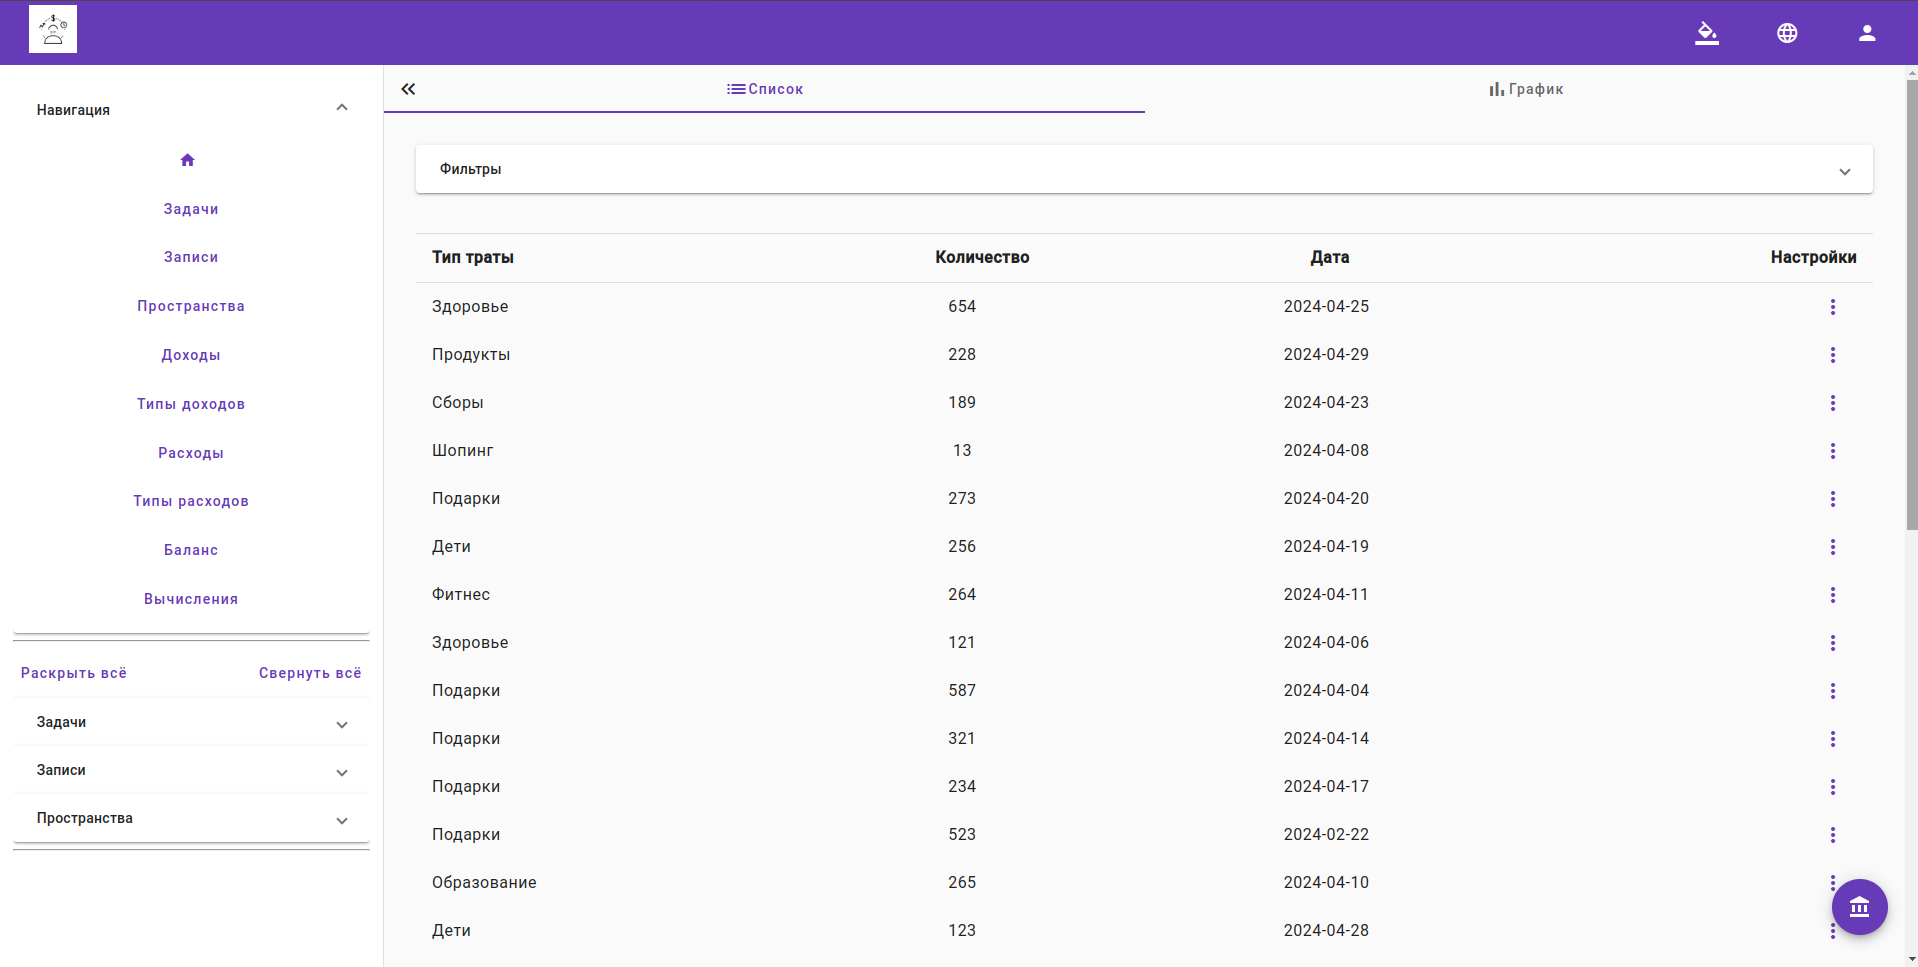 Навигация
Задачи
Записи
Пространства
Доходы
Типы доходов
Расходы
Типы расходов
Баланс
Вычисления
Раскрыть всё Свернуть всё
Задачи
Записи
Пространства
Список График
Фильтры
Тип траты Количество Дата Настройки
Здоровье 654 2024-04-25
Продукты 228 2024-04-29
Сборы 189 2024-04-23
Шопинг 13 2024-04-08
Подарки 273 2024-04-20
Дети 256 2024-04-19
Фитнес 264 2024-04-11
Здоровье 121 2024-04-06
Подарки 587 2024-04-04
Подарки 321 2024-04-14
Подарки 234 2024-04-17
Подарки 523 2024-02-22
Образование 265 2024-04-10
Дети 123 2024-04-28